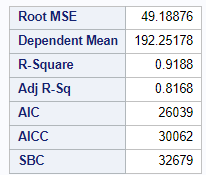 Root MSE 49.18876
Dependent Mean 192.25178
R-Square 0.9188
Adj R-Sq 0.8168
AIC 26039
AICC 30062
SBC 32679